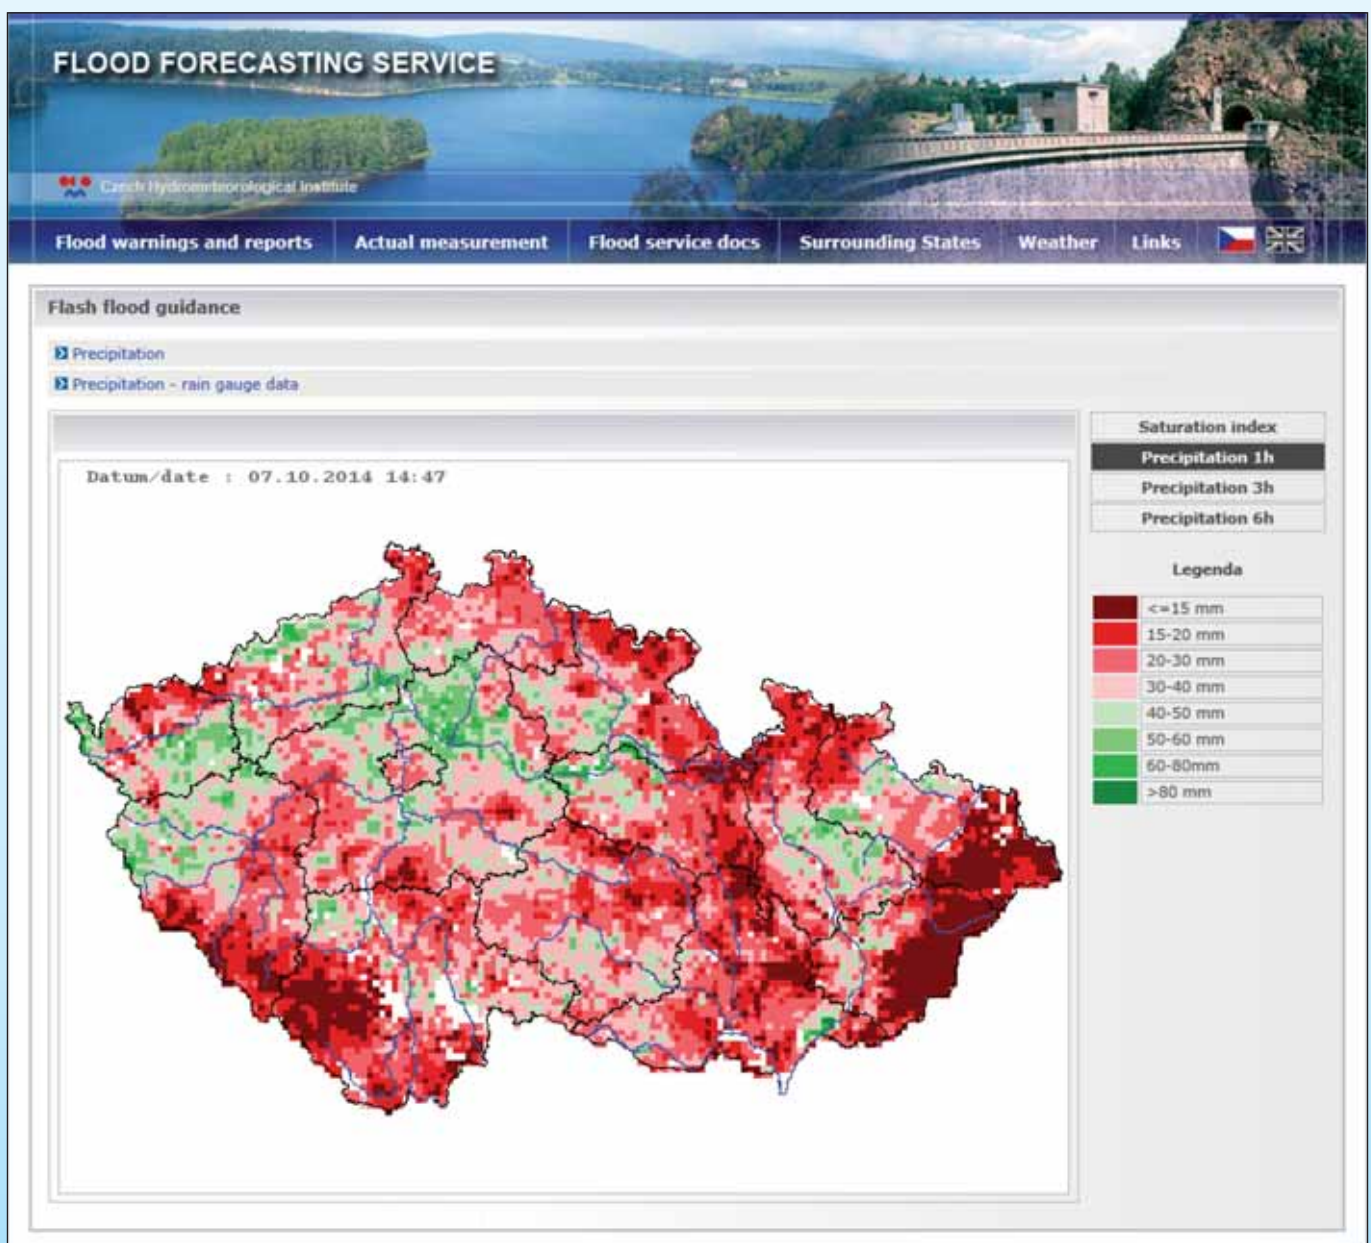 FLOOD FORECASTING SERVICE
Czech Hydrometeorological Institute
Flood warnings and reports Actual measurement Flood service docs Surrounding States Weather Links
Flash flood guidance
Precipitation
Precipitation - rain gauge data
Datum/date : 07.10.2014 14:47
Saturation index
Precipitation 1h
Precipitation 3h
Precipitation 6h
Legenda
<=15 mm
15-20 mm
20-30 mm
30-40 mm
40-50 mm
50-60 mm
60-80mm
>80 mm